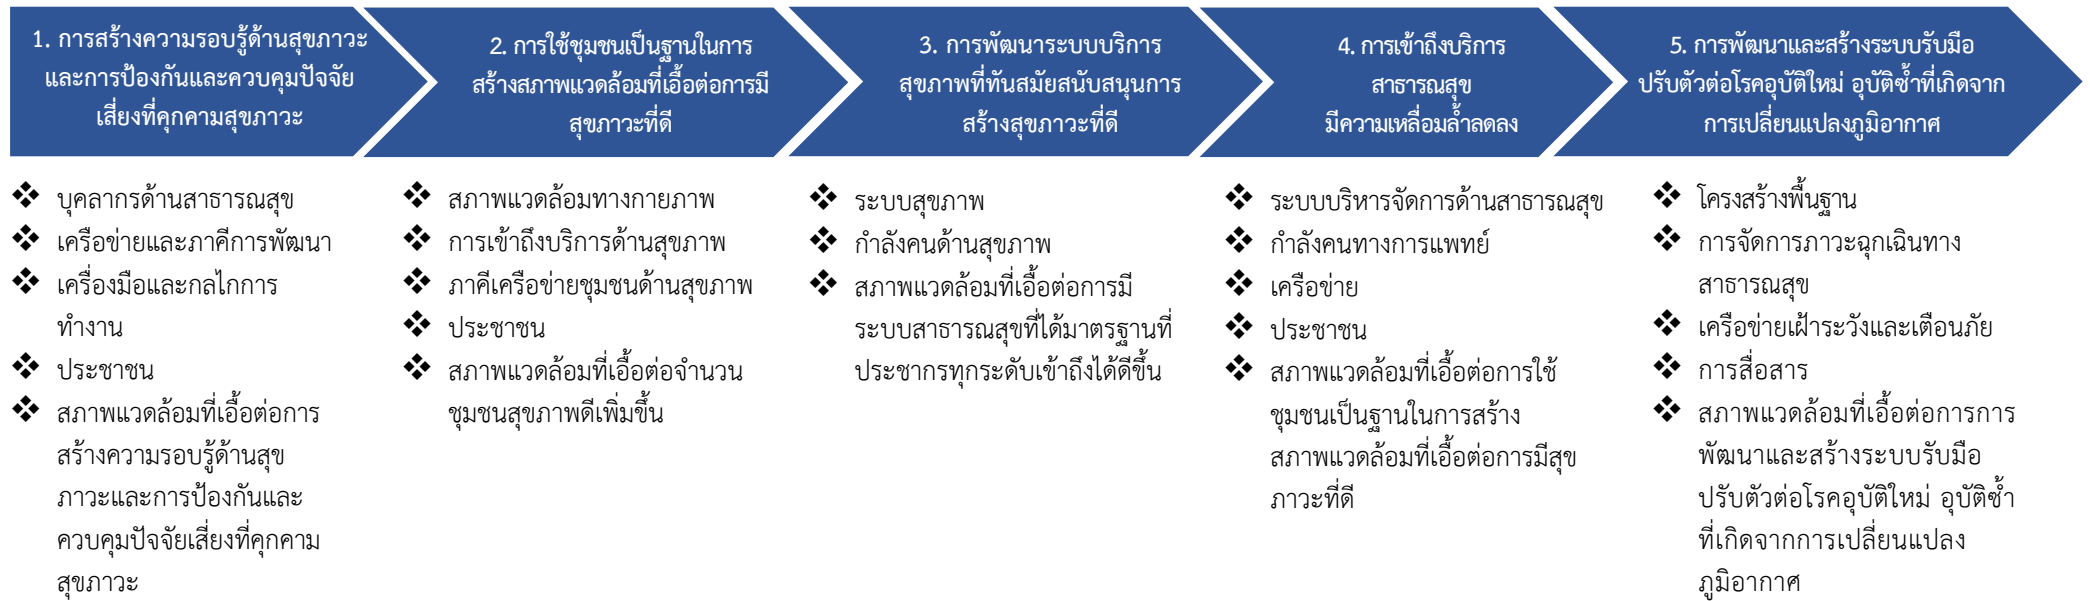 1. การสร้างความรอบรู้ด้านสุขภาวะ
และการป้องกันและควบคุมปัจจัย
เสี่ยงที่คุกคามสุขภาวะ
2. การใช้ชุมชนเป็นฐานในการ
สร้างสภาพแวดล้อมที่เอื้อต่อการมี
สุขภาวะที่ดี
3. การพัฒนาระบบบริการ
สุขภาพที่ทันสมัยสนับสนุนการ
สร้างสุขภาวะที่ดี
4. การเข้าถึงบริการ
สาธารณสุข
มีความเหลื่อมล้ำลดลง
5. การพัฒนาและสร้างระบบรับมือ
ปรับตัวต่อโรคอุบัติใหม่ อุบัติซ้ำที่เกิดจาก
การเปลี่ยนแปลงภูมิอากาศ
❖ บุคลากรด้านสาธารณสุข
❖ เครือข่ายและภาคีการพัฒนา
❖ เครื่องมือและกลไกการ
ทำงาน
❖ ประชาชน
❖ สภาพแวดล้อมที่เอื้อต่อการ
สร้างความรอบรู้ด้านสุข
ภาวะและการป้องกันและ
ควบคุมปัจจัยเสี่ยงที่คุกคาม
สุขภาวะ
❖ สภาพแวดล้อมทางกายภาพ
❖ การเข้าถึงบริการด้านสุขภาพ
❖ ภาคีเครือข่ายชุมชนด้านสุขภาพ
❖ ประชาชน
❖ สภาพแวดล้อมที่เอื้อต่อจำนวน
ชุมชนสุขภาพดีเพิ่มขึ้น
❖ ระบบสุขภาพ
❖ กำลังคนด้านสุขภาพ
❖ สภาพแวดล้อมที่เอื้อต่อการมี
ระบบสาธารณสุขที่ได้มาตรฐานที่
ประชากรทุกระดับเข้าถึงได้ดีขึ้น
❖ ระบบบริหารจัดการด้านสาธารณสุข
❖ กำลังคนทางการแพทย์
❖ เครือข่าย
❖ ประชาชน
❖ สภาพแวดล้อมที่เอื้อต่อการใช้
ชุมชนเป็นฐานในการสร้าง
สภาพแวดล้อมที่เอื้อต่อการมีสุข
ภาวะที่ดี
❖ โครงสร้างพื้นฐาน
❖ การจัดการภาวะฉุกเฉินทาง
สาธารณสุข
❖ เครือข่ายเฝ้าระวังและเตือนภัย
❖ การสื่อสาร
❖ สภาพแวดล้อมที่เอื้อต่อการการ
พัฒนาและสร้างระบบรับมือ
ปรับตัวต่อโรคอุบัติใหม่ อุบัติซ้ำ
ที่เกิดจากการเปลี่ยนแปลง
ภูมิอากาศ